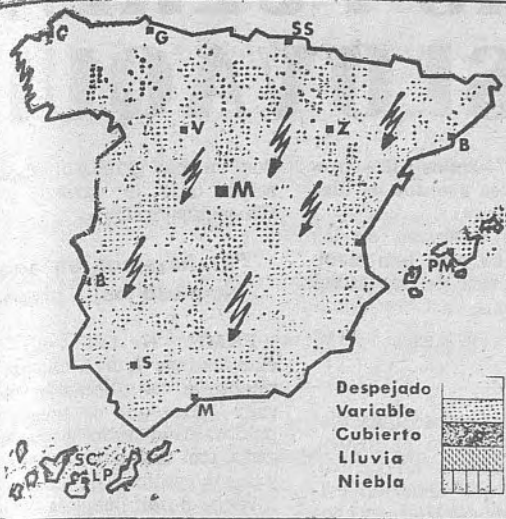 C
G
SS
V
Z
B
M
PM
B
S
M
SC
LP
Despejado
Variable
Cubierto
Lluvia
Niebla